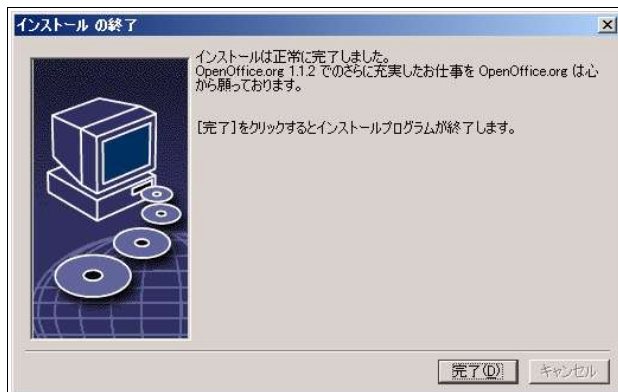 インストール の終了
インストールは正常に完了しました。
OpenOffice.org 1.1.2 でのさらに充実したお仕事を OpenOffice.org は心
から願っております。
[完了]をクリックするとインストールプログラムが終了します。
完了(D)
キャンセル